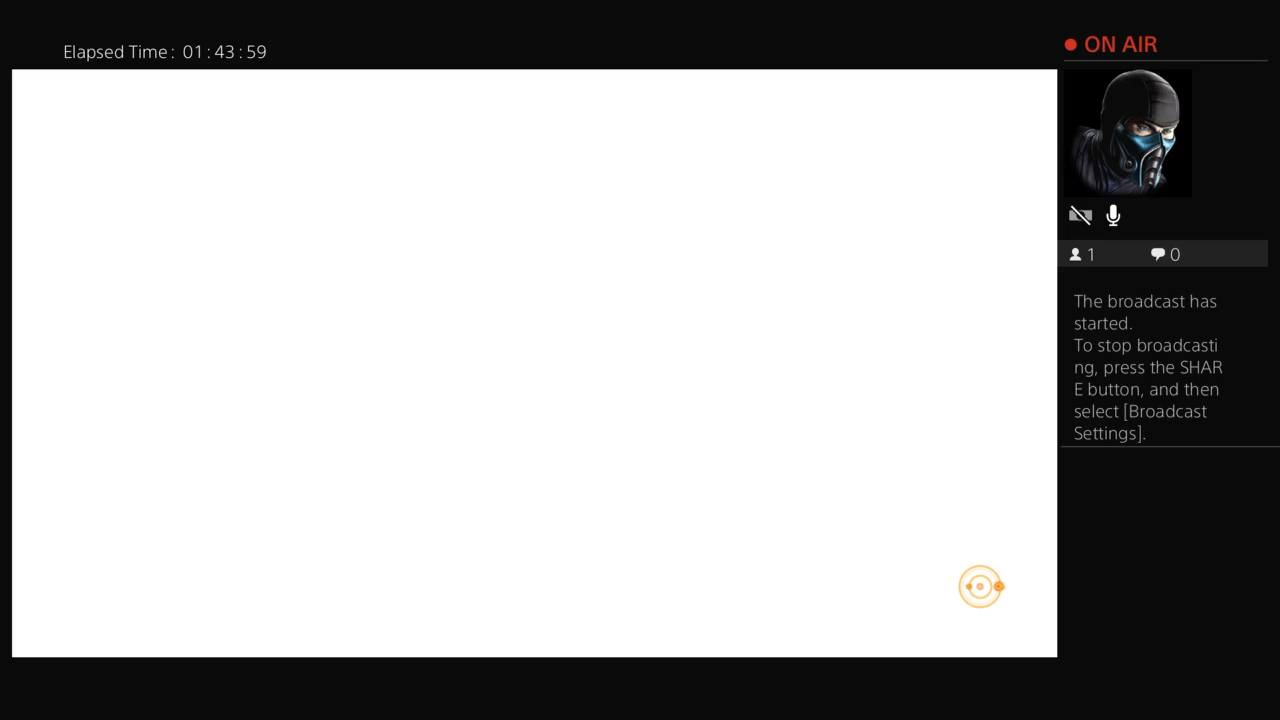 Elapsed Time: 01:43:59
ON AIR
1 0
The broadcast has
started.
To stop broadcasti
ng, press the SHAR
E button, and then
select [Broadcast
Settings].